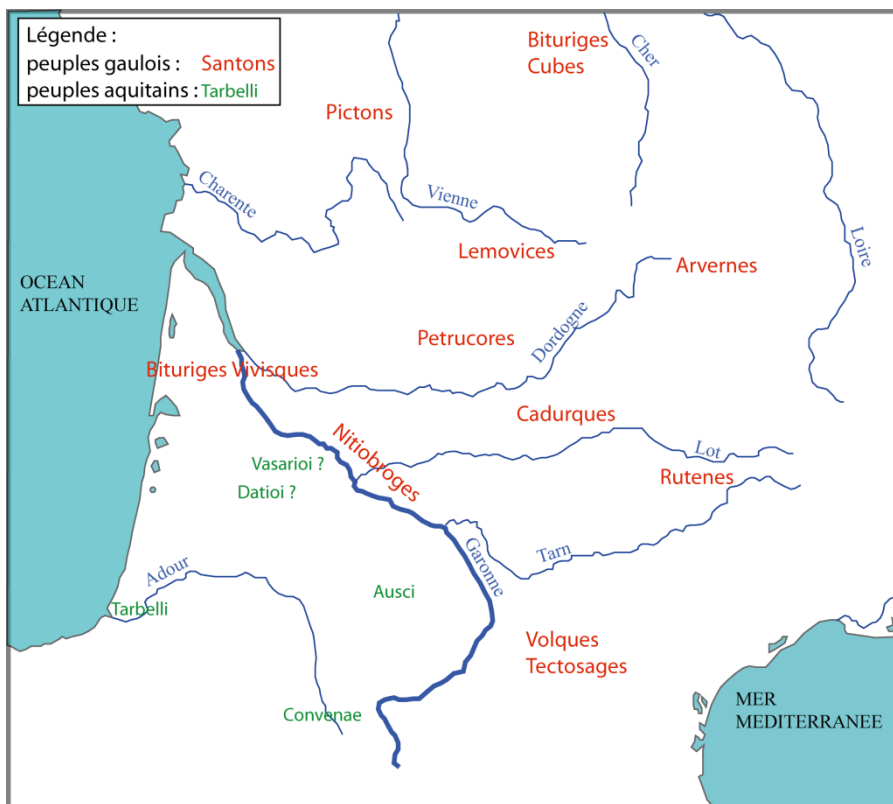 Légende :
peuples gaulois : Santons
peuples aquitains : Tarbelli
Bituriges
Cubes
Cher
Pictons
Charente
Vienne
Lemovices
Arvernes
Loire
OCEAN
ATLANTIQUE
Petrucores
Dordogne
Bituriges Vivisques
Cadurques
Nitiobroges
Lot
Vasarioi ?
Rutenes
Datioi ?
Garonne
Tarn
Adour
Ausci
Tarbelli
Volques
Tectosages
Convenae
MER
MEDITERRANEE